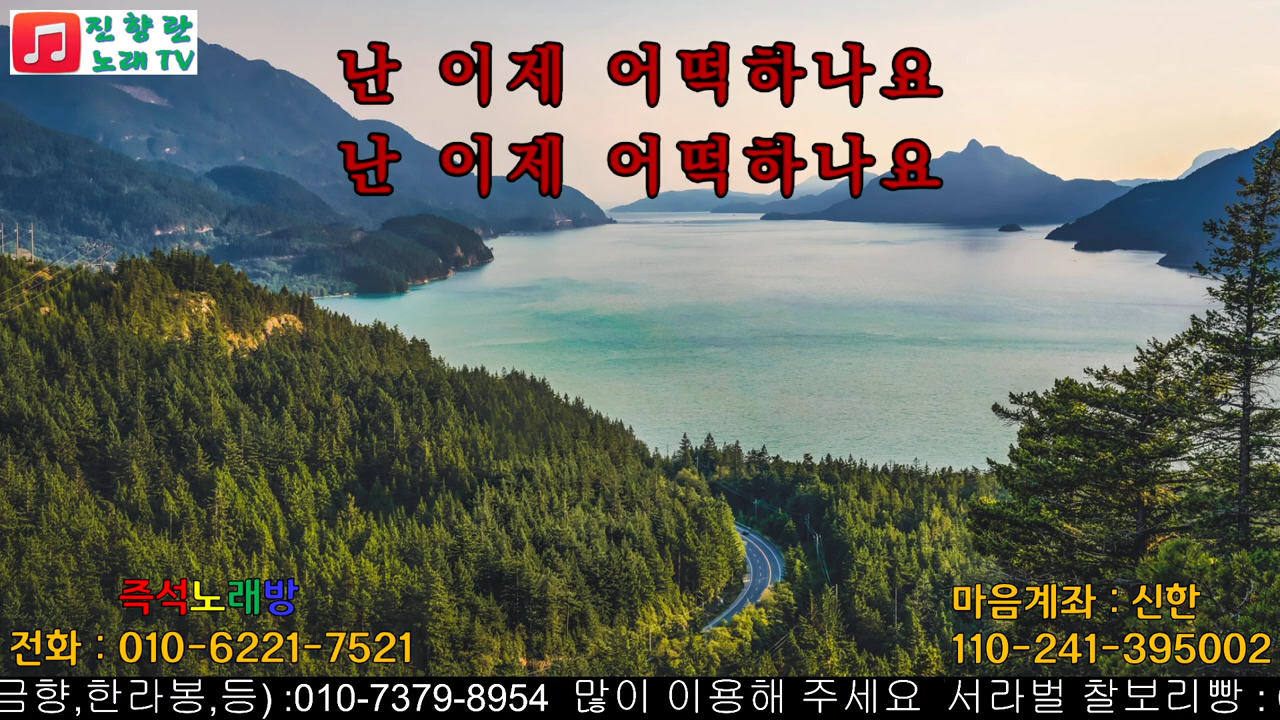 진향란
노래 TV
난 이제 어떡하나요
난 이제 어떡하나요
즉석노래방
전화 : 010-6221-7521
마음계좌 : 신한
110-241-395002
금향,한라봉,등) :010-7379-8954 많이 이용해 주세요 서라벌 찰보리빵 :